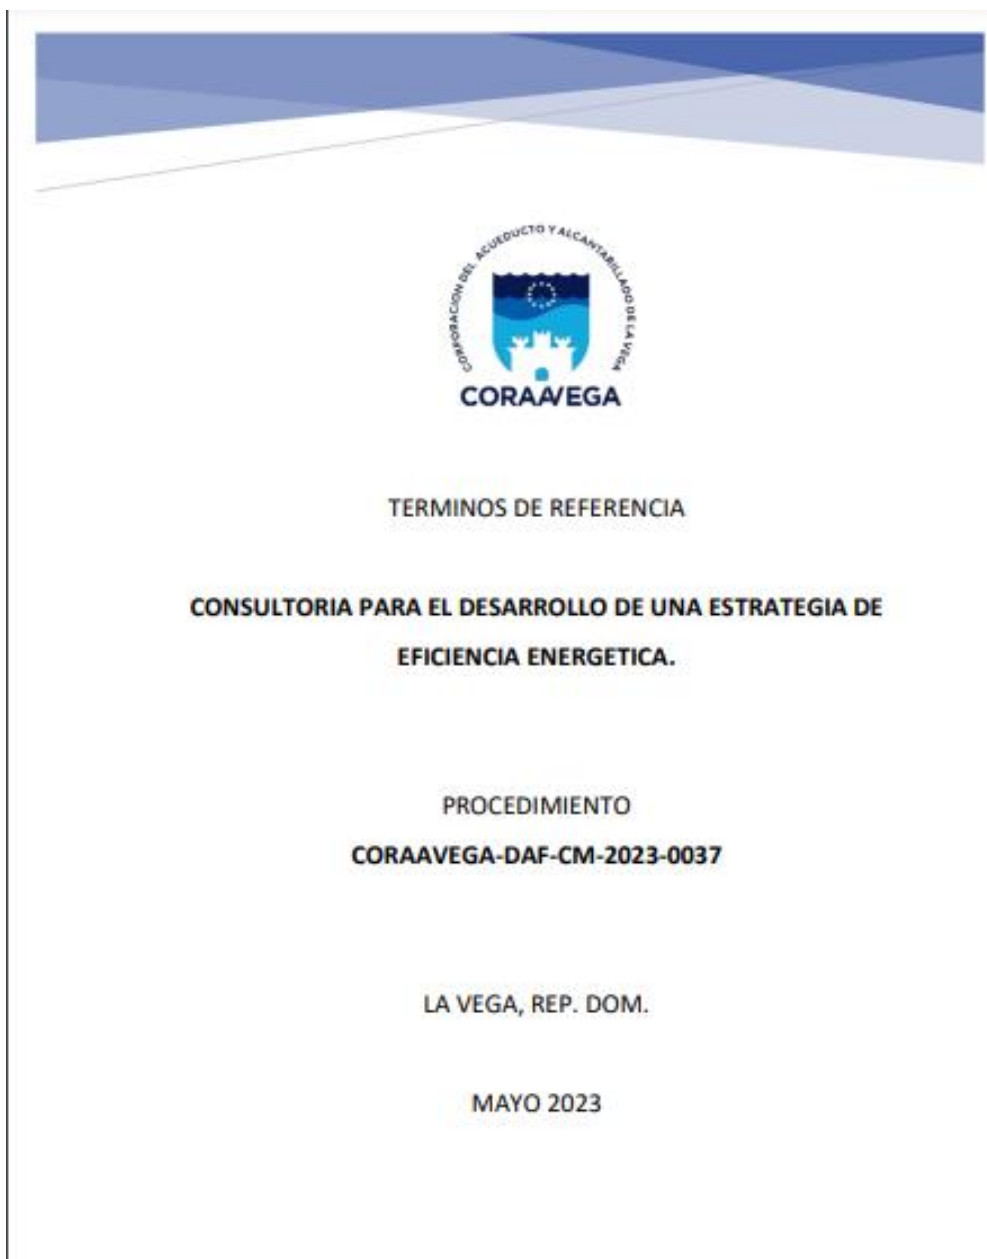 CORPORACION DEL ACUEDUCTO Y ALCANTARILLADO DE LA VEGA
CORAAVEGA
TERMINOS DE REFERENCIA
CONSULTORIA PARA EL DESARROLLO DE UNA ESTRATEGIA DE
EFICIENCIA ENERGETICA.
PROCEDIMIENTO
CORAAVEGA-DAF-CM-2023-0037
LA VEGA, REP. DOM.
MAYO 2023